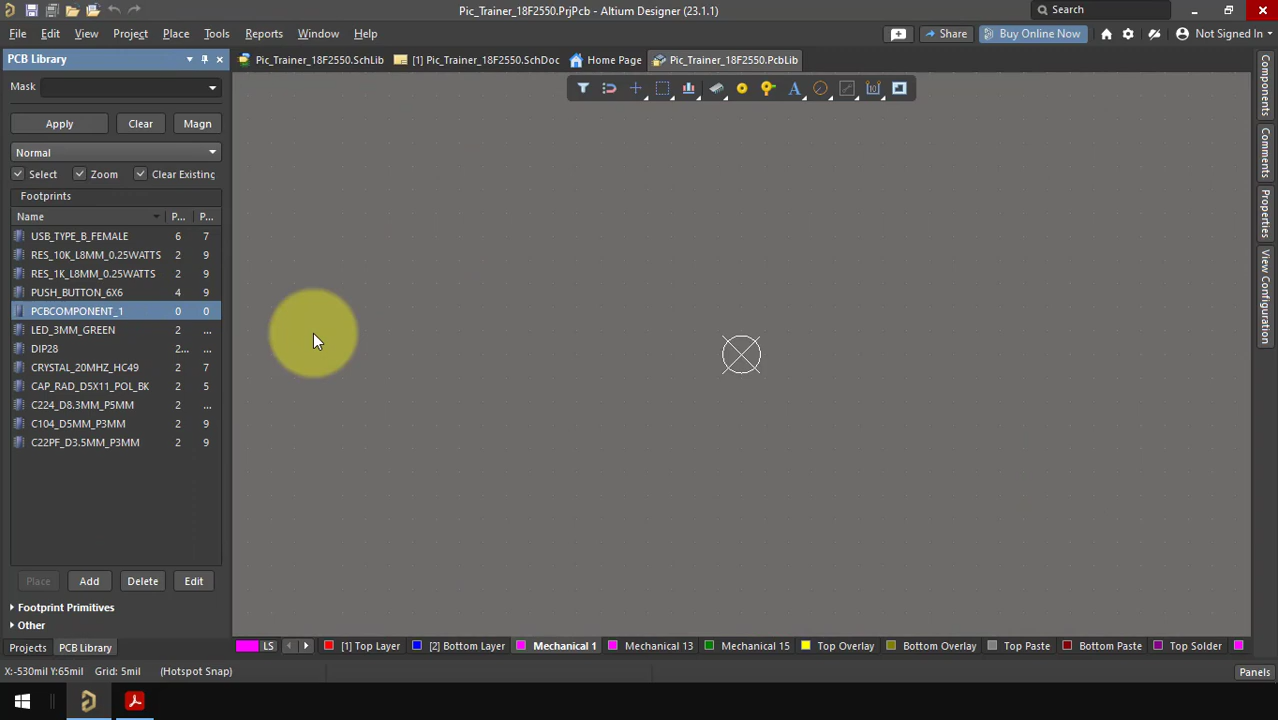 Pic_Trainer_18F2550.PrjPcb - Altium Designer (23.1.1)
Search
File Edit View Project Place Tools Reports Window Help
Share
Buy Online Now
Not Signed In
PCB Library
Pic_Trainer_18F2550.SchLib
[1] Pic_Trainer_18F2550.SchDoc
Home Page
Pic_Trainer_18F2550.PcbLib
Mask
Apply
Clear
Magn
Normal
Select
Zoom
Clear Existing
Footprints
Name P... P...
USB_TYPE_B_FEMALE 6 7
RES_10K_L8MM_0.25WATTS 2 9
RES_1K_L8MM_0.25WATTS 2 9
PUSH_BUTTON_6X6 4 9
PCBCOMPONENT_1 0 0
LED_3MM_GREEN 2 ...
DIP28 2... ...
CRYSTAL_20MHZ_HC49 2 7
CAP_RAD_D5X11_POL_BK 2 5
C224_D8.3MM_P5MM 2 ...
C104_D5MM_P3MM 2 9
C22PF_D3.5MM_P3MM 2 9
Place
Add
Delete
Edit
Footprint Primitives
Other
Projects
PCB Library
LS
[1] Top Layer
[2] Bottom Layer
Mechanical 1
Mechanical 13
Mechanical 15
Top Overlay
Bottom Overlay
Top Paste
Bottom Paste
Top Solder
Components
Comments
Properties
View Configuration
X:-530mil Y:65mil Grid: 5mil (Hotspot Snap)
Panels